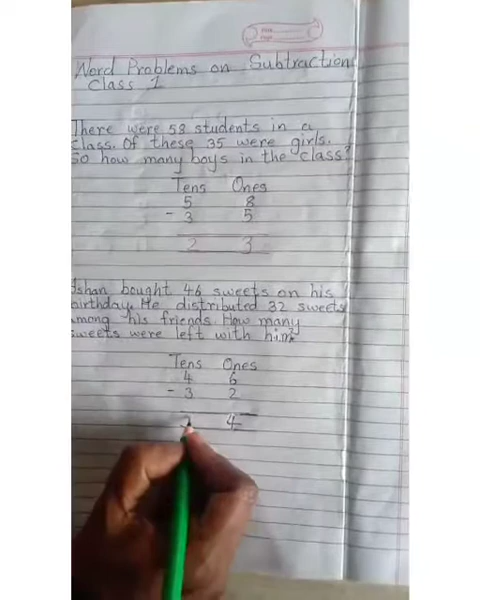 Word Problems on Subtraction
Class 1
There were 58 students in a
class. Of these 35 were girls.
So how many boys in the class?
Tens Ones
5 8
- 3 5
2 3
Ishan bought 46 sweets on his
birthday. He distributed 32 sweets
among his friends. How many
sweets were left with him?
Tens Ones
4 6
- 3 2
4